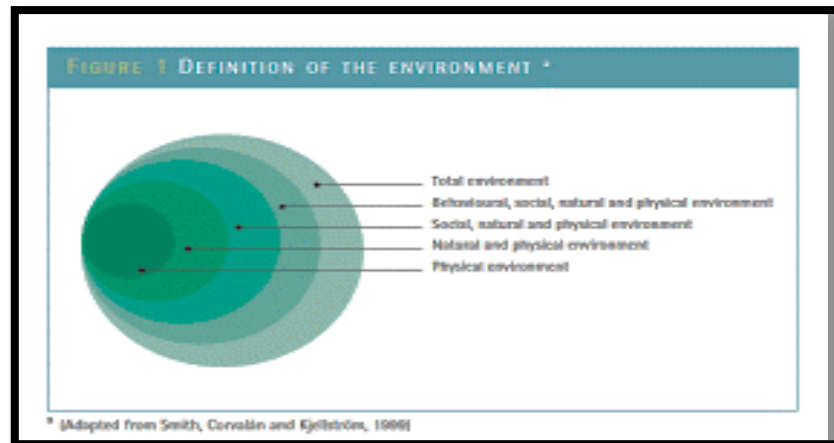 FIGURE 1 DEFINITION OF THE ENVIRONMENT *
Total environment
Behavioural, social, natural and physical environment
Social, natural and physical environment
Natural and physical environment
Physical environment
* (Adapted from Smith, Corvalán and Kjellström, 1999)